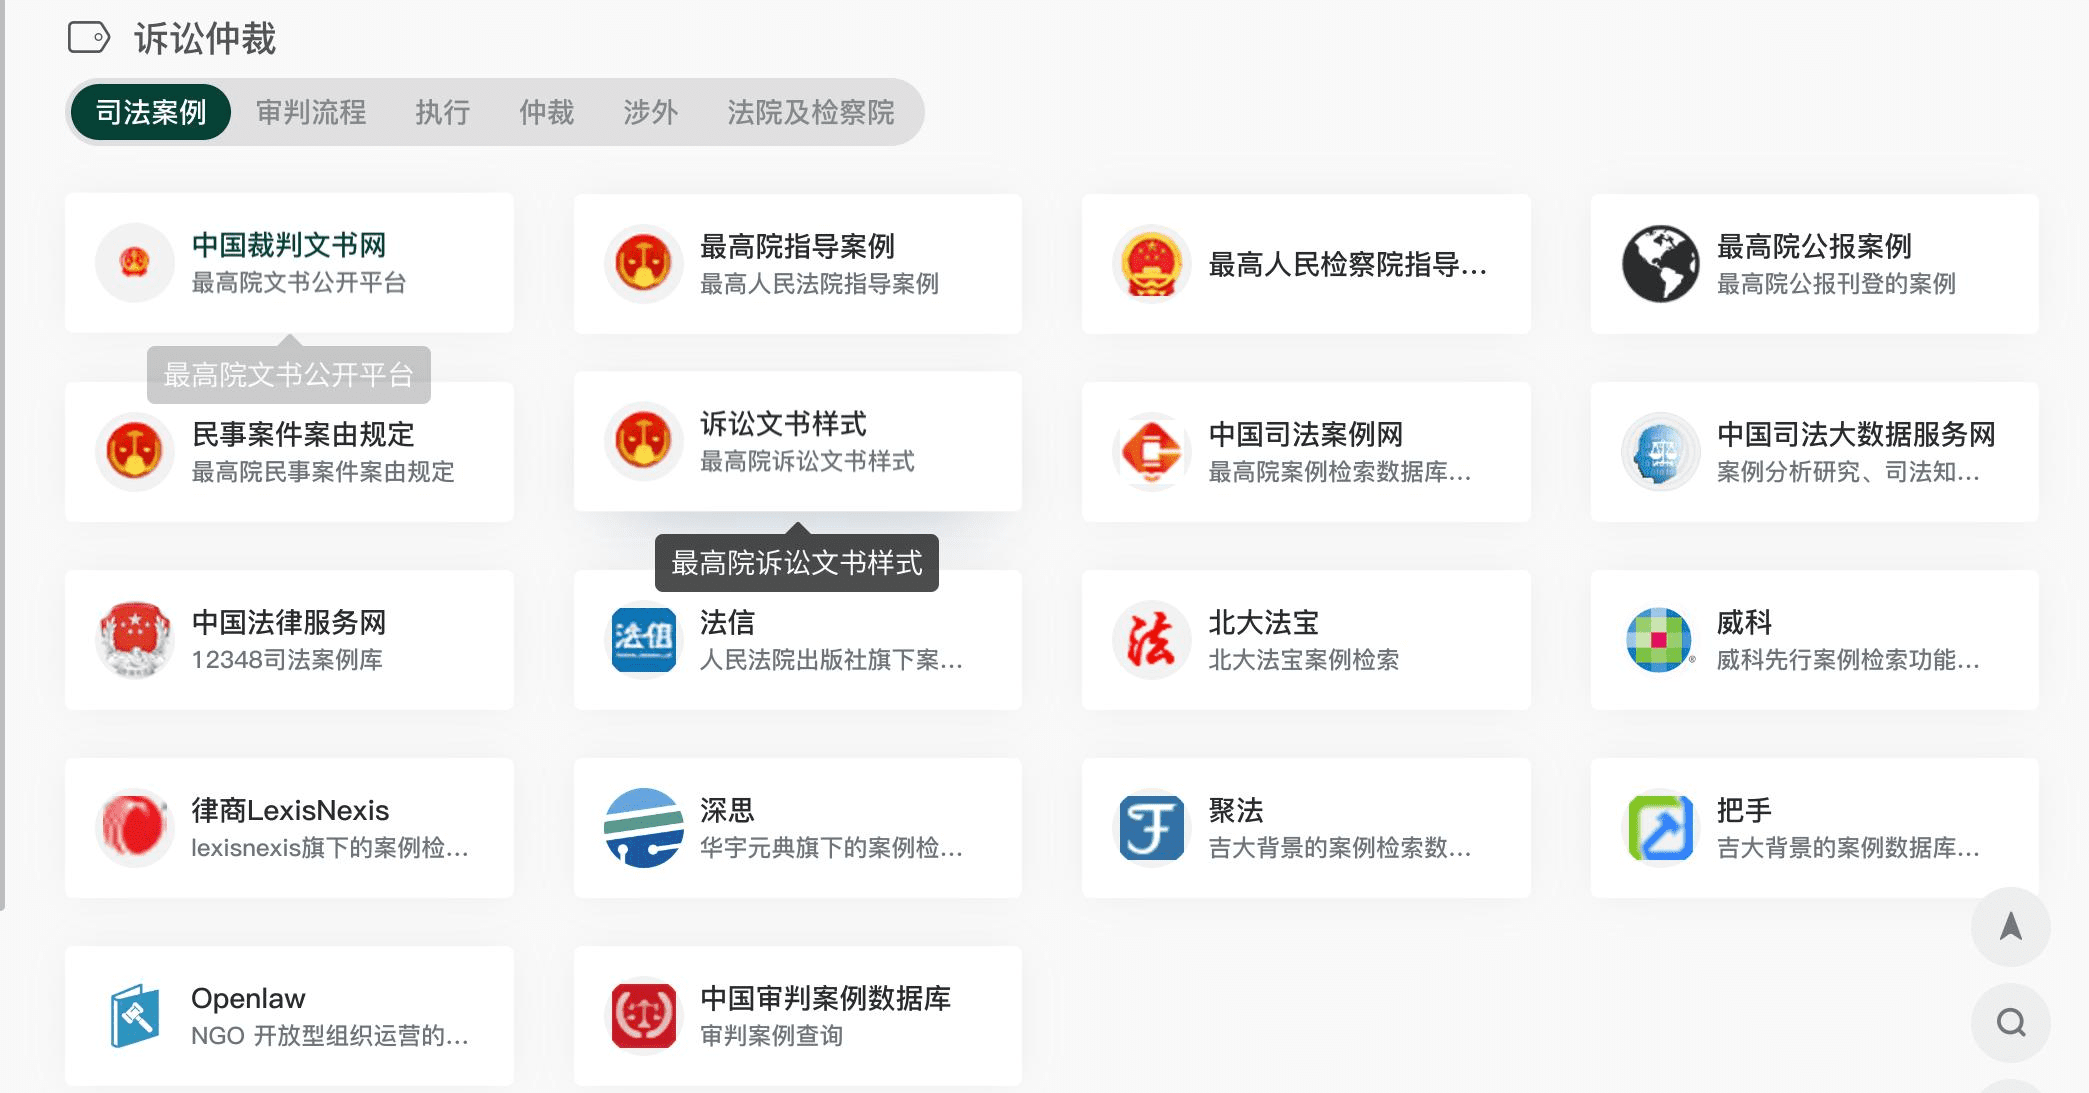 诉讼仲裁
司法案例 审判流程 执行 仲裁 涉外 法院及检察院
中国裁判文书网
最高院文书公开平台
最高院指导案例
最高人民法院指导案例
最高人民检察院指导...
最高院公报案例
最高院公报刊登的案例
最高院文书公开平台
民事案件案由规定
最高院民事案件案由规定
诉讼文书样式
最高院诉讼文书样式
中国司法案例网
最高院案例检索数据库...
中国司法大数据服务网
案例分析研究、司法知...
最高院诉讼文书样式
中国法律服务网
12348司法案例库
法信
法信
人民法院出版社旗下案...
法
北大法宝
北大法宝案例检索
威科
威科先行案例检索功能...
律商LexisNexis
lexisnexis旗下的案例检...
深思
华宇元典旗下的案例检...
聚法
吉大背景的案例检索数...
把手
吉大背景的案例数据库...
Openlaw
NGO 开放型组织运营的...
中国审判案例数据库
审判案例查询